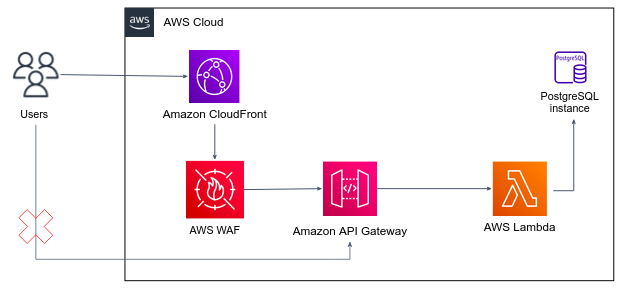 aws
AWS Cloud
PostgreSQL
Users
Amazon CloudFront
PostgreSQL
instance
</>
AWS WAF
Amazon API Gateway
AWS Lambda